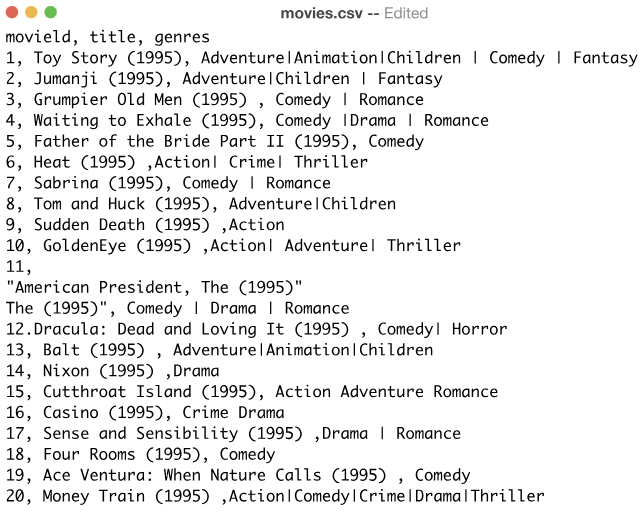 movies.csv -- Edited
movield, title, genres
1, Toy Story (1995), Adventure|Animation|Children | Comedy | Fantasy
2, Jumanji (1995), Adventure|Children | Fantasy
3, Grumpier Old Men (1995) , Comedy | Romance
4, Waiting to Exhale (1995), Comedy |Drama | Romance
5, Father of the Bride Part II (1995), Comedy
6, Heat (1995) ,Action| Crime| Thriller
7, Sabrina (1995), Comedy | Romance
8, Tom and Huck (1995), Adventure|Children
9, Sudden Death (1995) ,Action
10, GoldenEye (1995) ,Action| Adventure| Thriller
11,
"American President, The (1995)"
The (1995)", Comedy | Drama | Romance
12.Dracula: Dead and Loving It (1995) , Comedy| Horror
13, Balt (1995) , Adventure|Animation|Children
14, Nixon (1995) ,Drama
15, Cutthroat Island (1995), Action Adventure Romance
16, Casino (1995), Crime Drama
17, Sense and Sensibility (1995) ,Drama | Romance
18, Four Rooms (1995), Comedy
19, Ace Ventura: When Nature Calls (1995) , Comedy
20, Money Train (1995) ,Action|Comedy|Crime|Drama|Thriller